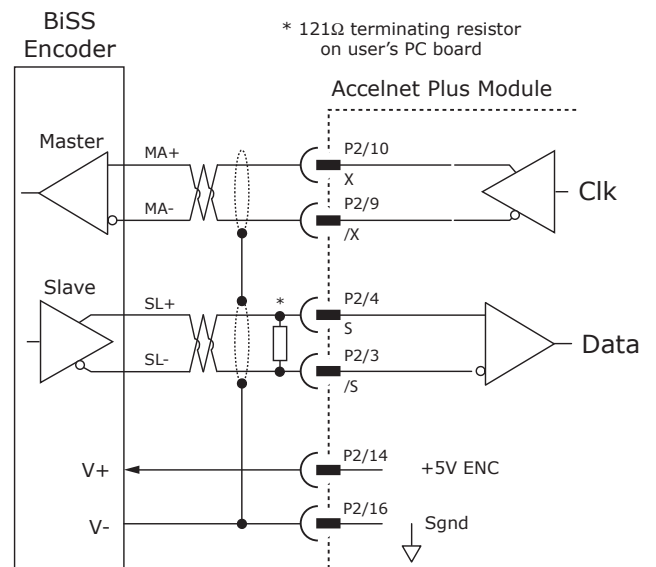 BiSS
Encoder
* 121Ω terminating resistor
on user's PC board
Accelnet Plus Module
Master
MA+
P2/10
X
Clk
MA-
P2/9
/X
Slave
SL+
*
P2/4
S
Data
SL-
P2/3
/S
V+
P2/14
+5V ENC
V-
P2/16
Sgnd